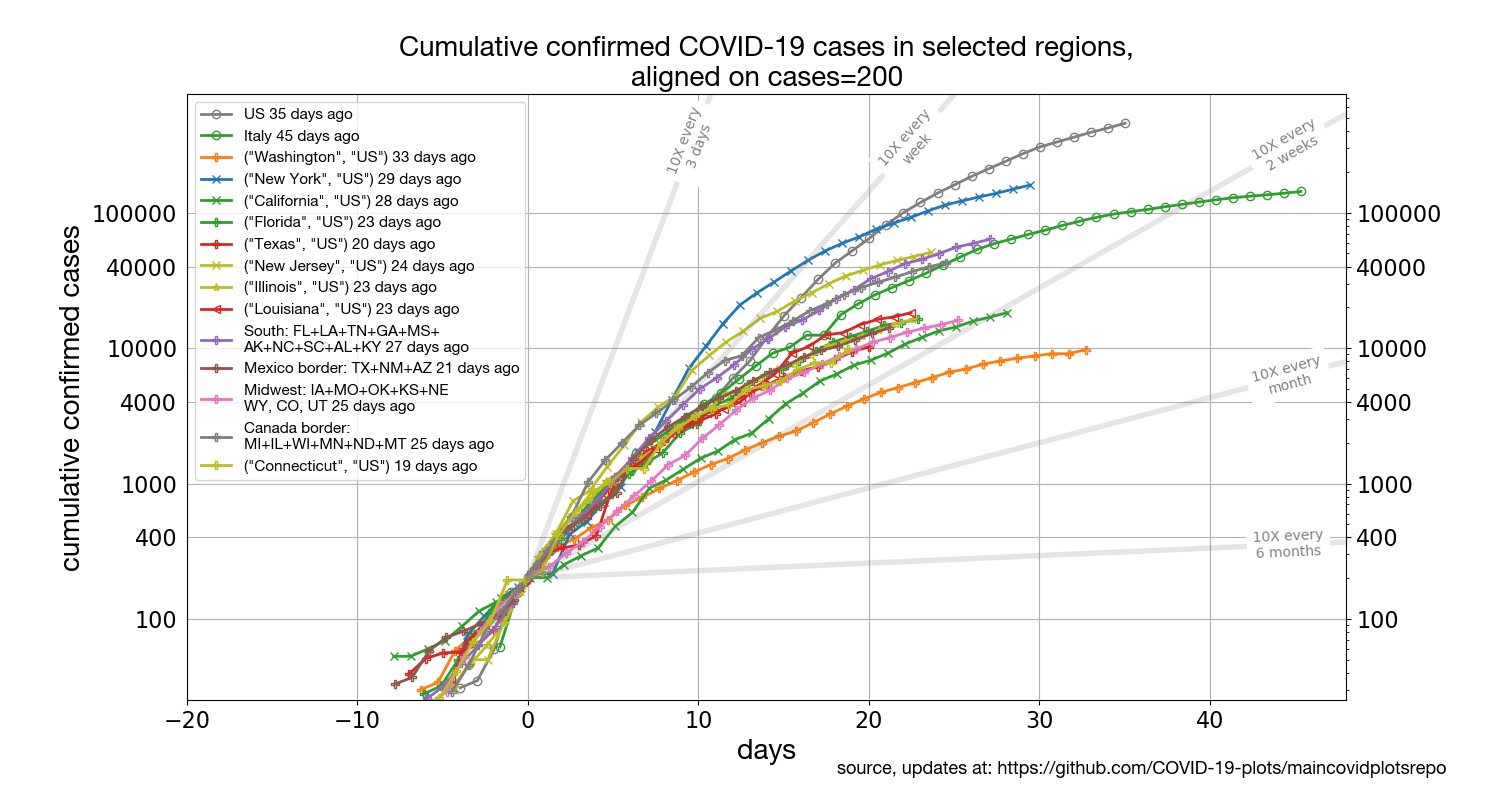 Cumulative confirmed COVID-19 cases in selected regions,
aligned on cases=200
US 35 days ago
Italy 45 days ago
("Washington", "US") 33 days ago
("New York", "US") 29 days ago
("California", "US") 28 days ago
("Florida", "US") 23 days ago
("Texas", "US") 20 days ago
("New Jersey", "US") 24 days ago
("Illinois", "US") 23 days ago
("Louisiana", "US") 23 days ago
South: FL+LA+TN+GA+MS+
AK+NC+SC+AL+KY 27 days ago
Mexico border: TX+NM+AZ 21 days ago
Midwest: IA+MO+OK+KS+NE
WY, CO, UT 25 days ago
Canada border:
MI+IL+WI+MN+ND+MT 25 days ago
("Connecticut", "US") 19 days ago
10X every
3 days
10X every
week
10X every
2 weeks
10X every
month
10X every
6 months
cumulative confirmed cases
100000
40000
10000
4000
1000
400
100
100000
40000
10000
4000
1000
400
100
−20
−10
0
10
20
30
40
days
source, updates at: https://github.com/COVID-19-plots/maincovidplotsrepo